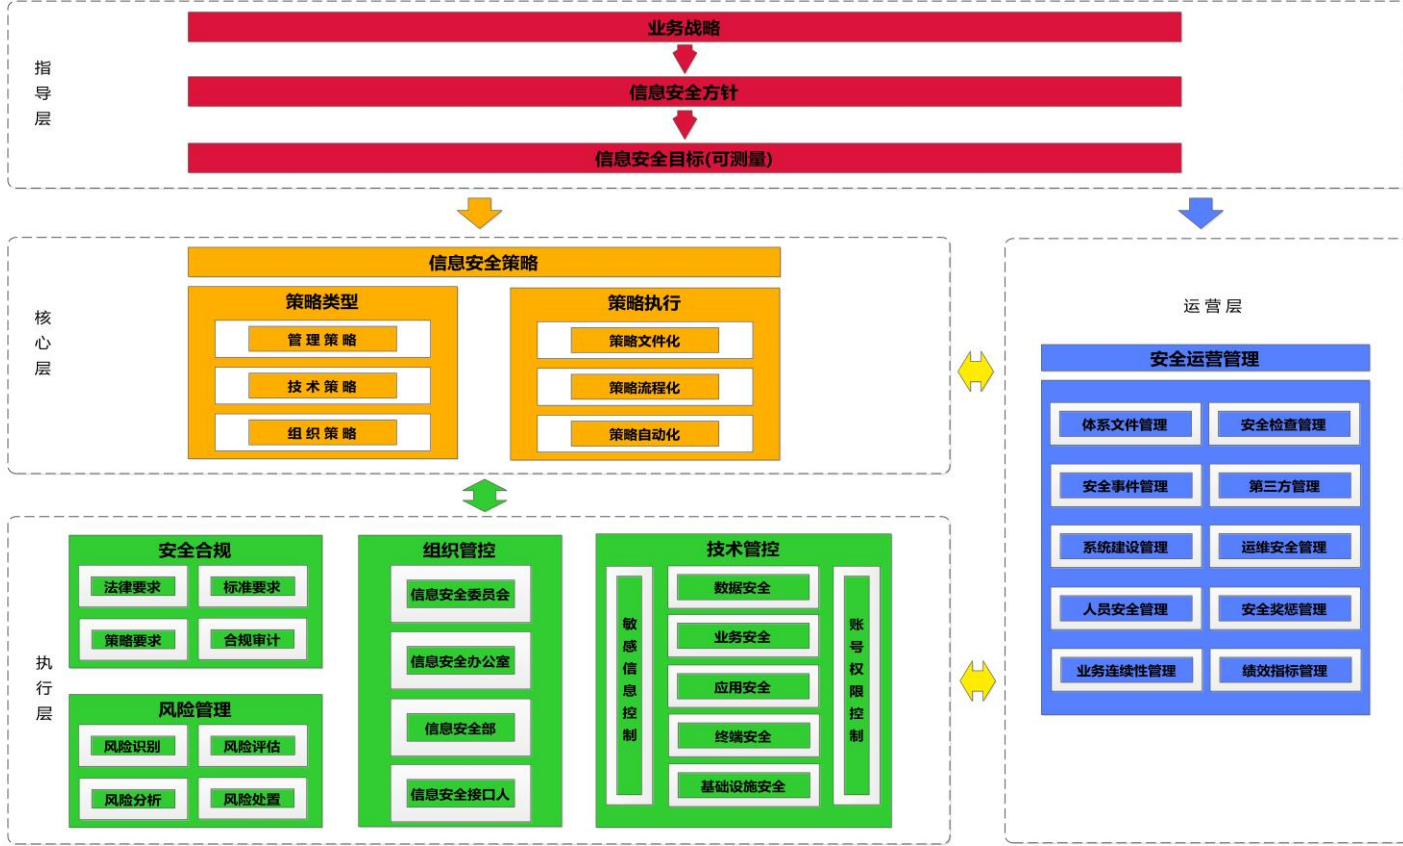 指导层
业务战略
信息安全方针
信息安全目标(可测量)
核心层
信息安全策略
策略类型
管理策略
技术策略
组织策略
策略执行
策略文件化
策略流程化
策略自动化
执行层
安全合规
法律要求
标准要求
策略要求
合规审计
风险管理
风险识别
风险评估
风险分析
风险处置
组织管控
信息安全委员会
信息安全办公室
信息安全部
信息安全接口人
技术管控
敏感信息控制
数据安全
业务安全
应用安全
终端安全
基础设施安全
账号权限控制
运营层
安全运营管理
体系文件管理
安全检查管理
安全事件管理
第三方管理
系统建设管理
运维安全管理
人员安全管理
安全奖惩管理
业务连续性管理
绩效指标管理